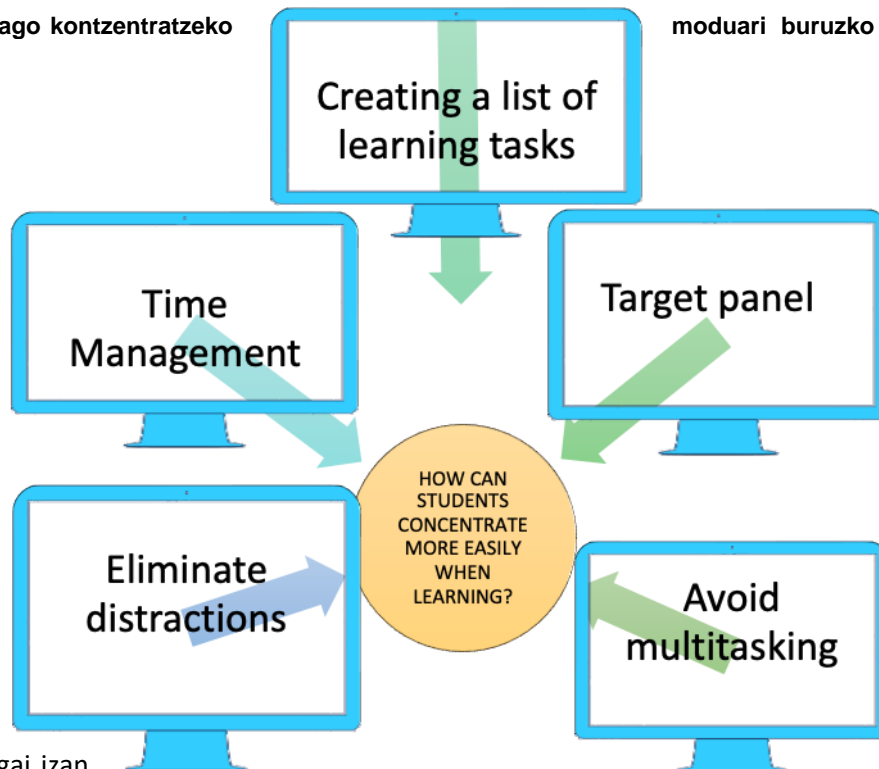 kontzentratzeko moduari buruzko
Creating a list of
learning tasks
Time
Management
Target panel
HOW CAN
STUDENTS
CONCENTRATE
MORE EASILY
WHEN
LEARNING?
Eliminate
distractions
Avoid
multitasking
izan